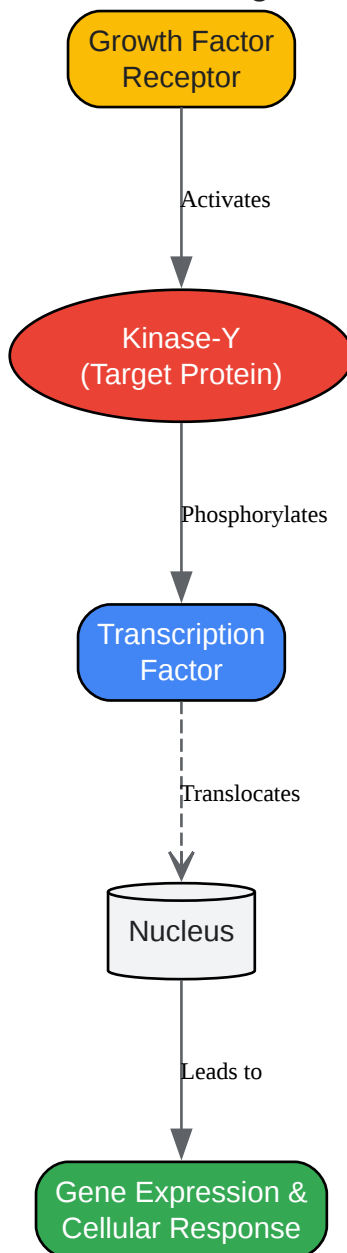 Growth Factor
Receptor
Activates
Kinase-Y
(Target Protein)
Phosphorylates
Transcription
Factor
Translocates
Nucleus
Leads to
Gene Expression &
Cellular Response